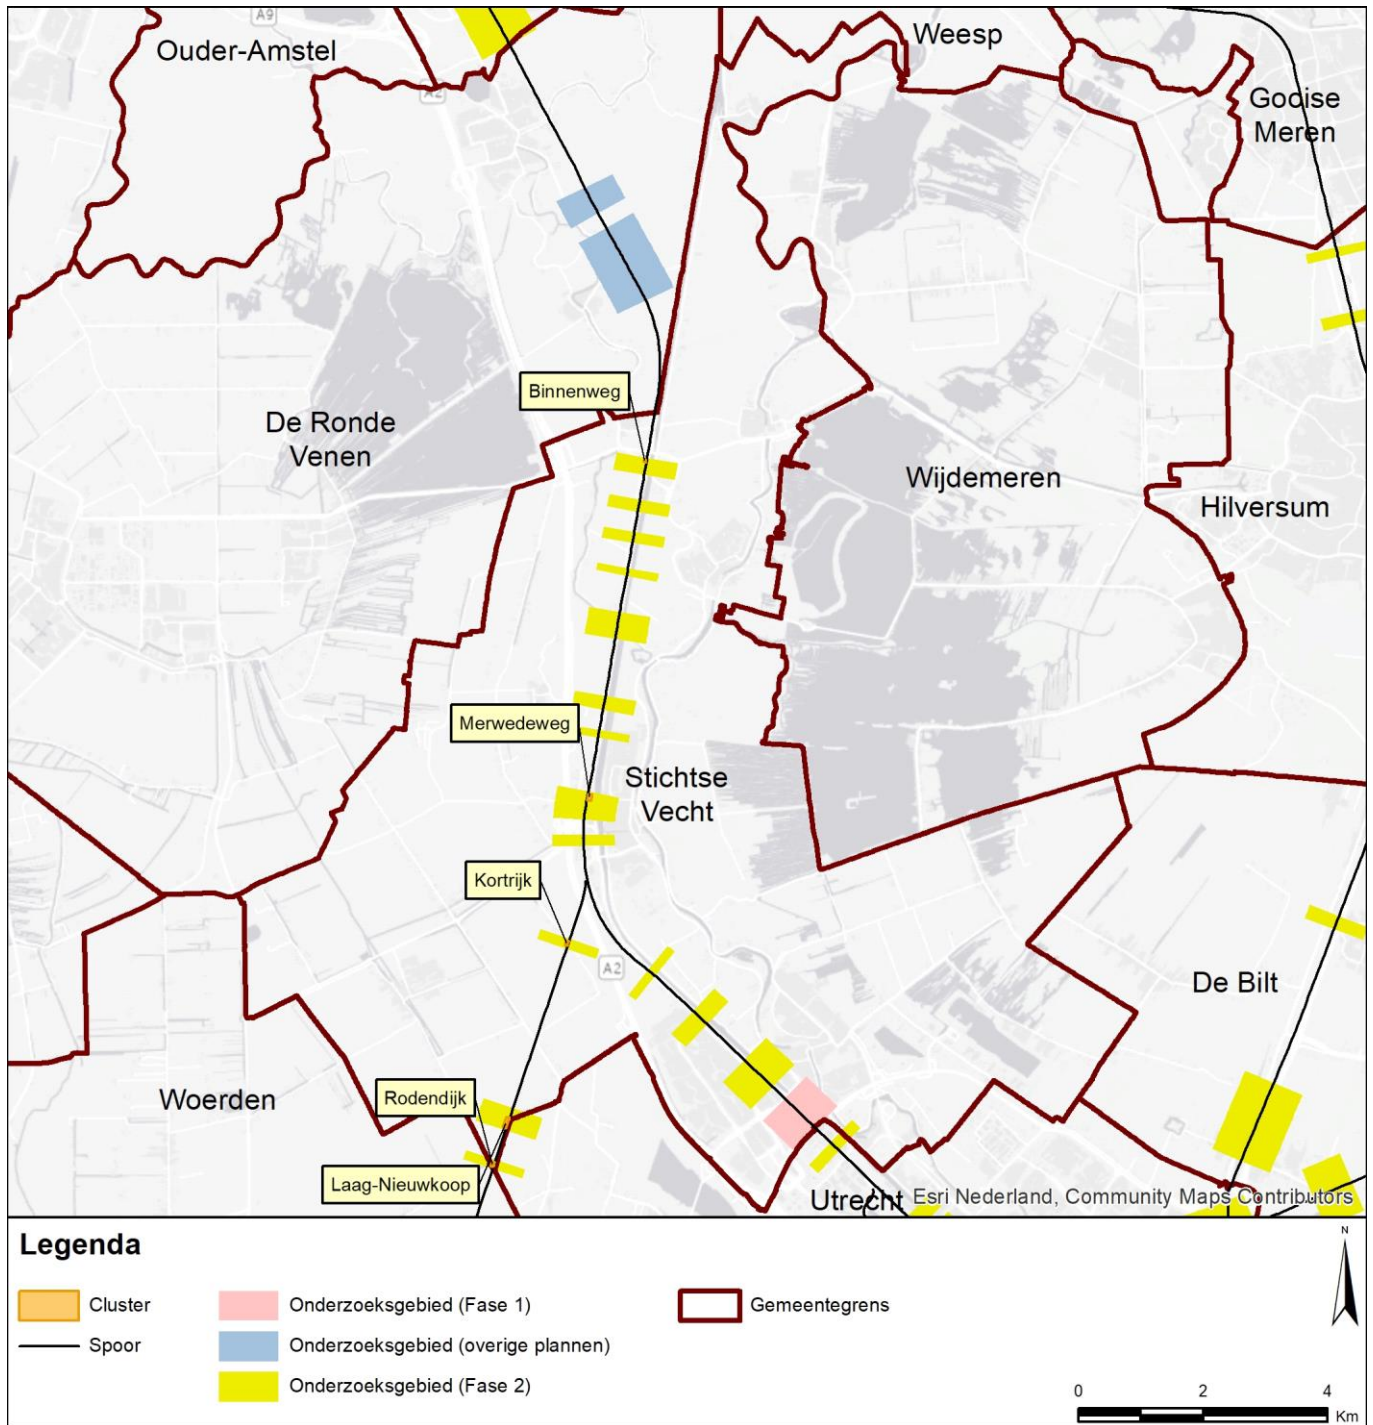 A9
Ouder-Amstel
Weesp
A2
Gooise
Meren
Binnenweg
De Ronde
Venen
Wijdemeren
Hilversum
Merwedeweg
Stichtse
Vecht
Kortrijk
A2
De Bilt
Rodendijk
Woerden
Laag-Nieuwkoop
Utrecht
Esri Nederland, Community Maps Contributors
Legenda
N
Cluster
Onderzoeksgebied (Fase 1)
Gemeentegrens
Spoor
Onderzoeksgebied (overige plannen)
Onderzoeksgebied (Fase 2)
0 2 4
Km